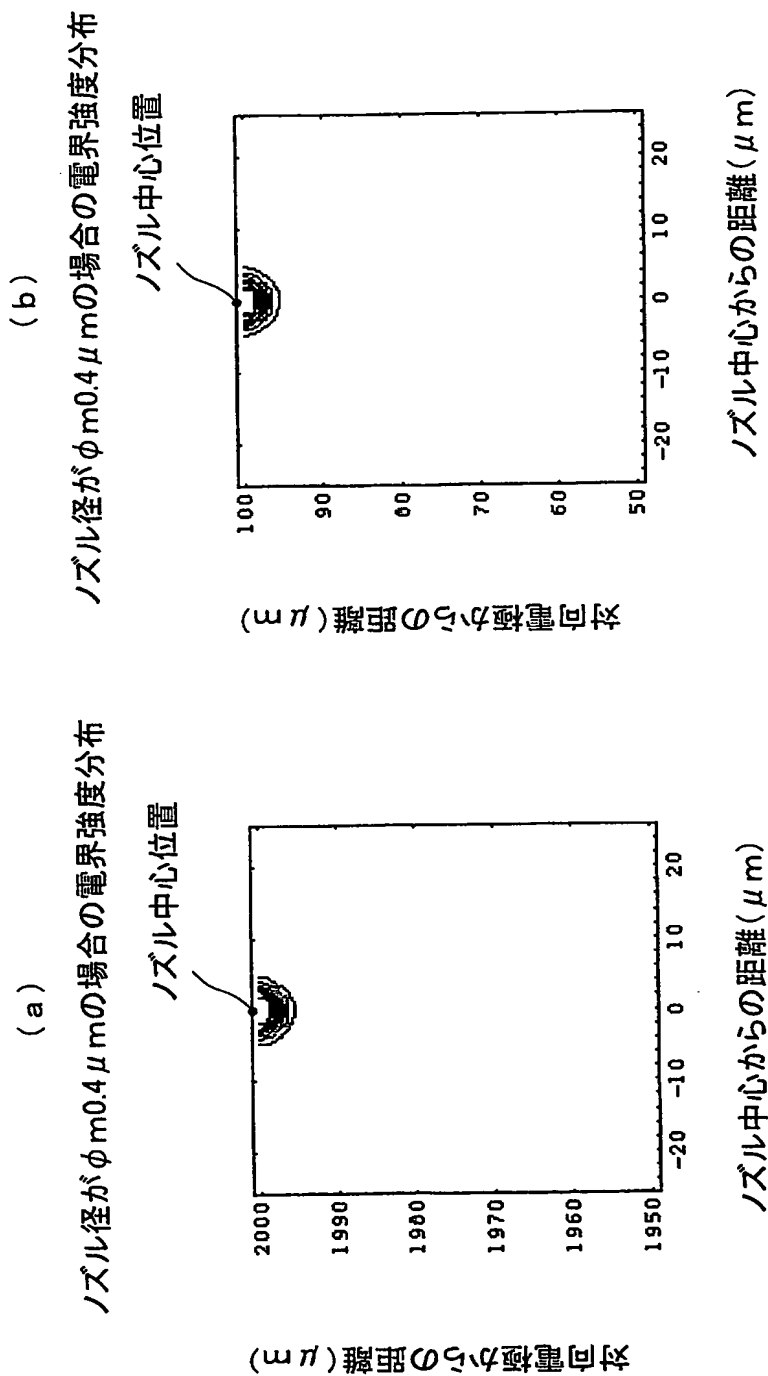 (a)
ノズル径がφm0.4μmの場合の電界強度分布
ノズル中心位置
対向電極からの距離(μm)
2000
1990
1980
1970
1960
1950
-20
-10
0
10
20
ノズル中心からの距離(μm)
(b)
ノズル径がφm0.4μmの場合の電界強度分布
ノズル中心位置
対向電極からの距離(μm)
100
90
80
70
60
50
-20
-10
0
10
20
ノズル中心からの距離(μm)